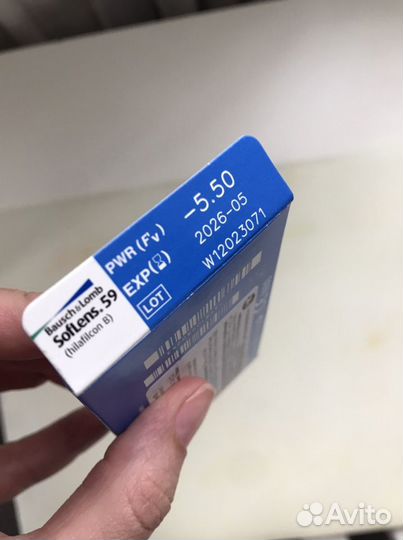 Bausch & Lomb
SofLens. 59
(hilafilcon B)
PWR (Fv) -5.50
EXP 2026-05
LOT W12023071
Avito